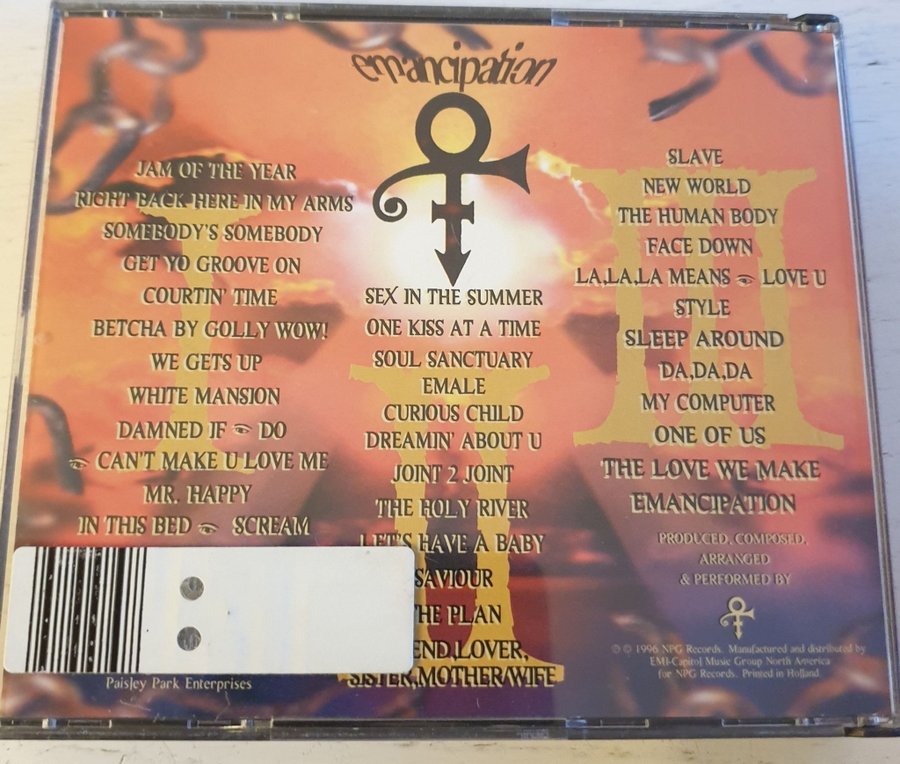 emancipation
JAM OF THE YEAR
RIGHT BACK HERE IN MY ARMS
SOMEBODY'S SOMEBODY
GET YO GROOVE ON
COURTIN' TIME
BETCHA BY GOLLY WOW!
WE GETS UP
WHITE MANSION
DAMNED IF 👁 DO
👁 CAN'T MAKE U LOVE ME
MR. HAPPY
IN THIS BED 👁 SCREAM
SEX IN THE SUMMER
ONE KISS AT A TIME
SOUL SANCTUARY
EMALE
CURIOUS CHILD
DREAMIN' ABOUT U
JOINT 2 JOINT
THE HOLY RIVER
LET'S HAVE A BABY
SAVIOUR
THE PLAN
END,LOVER,
SISTER,MOTHER/WIFE
SLAVE
NEW WORLD
THE HUMAN BODY
FACE DOWN
LA,LA,LA MEANS 👁 LOVE U
STYLE
SLEEP AROUND
DA,DA,DA
MY COMPUTER
ONE OF US
THE LOVE WE MAKE
EMANCIPATION
PRODUCED, COMPOSED,
ARRANGED
& PERFORMED BY
℗ © 1996 NPG Records. Manufactured and distributed by
EMI-Capitol Music Group North America
for NPG Records. Printed in Holland.
Paisley Park Enterprises
I
II
III